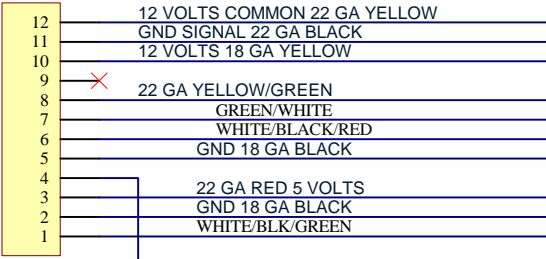 12 12 VOLTS COMMON 22 GA YELLOW
11 GND SIGNAL 22 GA BLACK
10 12 VOLTS 18 GA YELLOW
9
8 22 GA YELLOW/GREEN
7 GREEN/WHITE
6 WHITE/BLACK/RED
5 GND 18 GA BLACK
4
3 22 GA RED 5 VOLTS
2 GND 18 GA BLACK
1 WHITE/BLK/GREEN